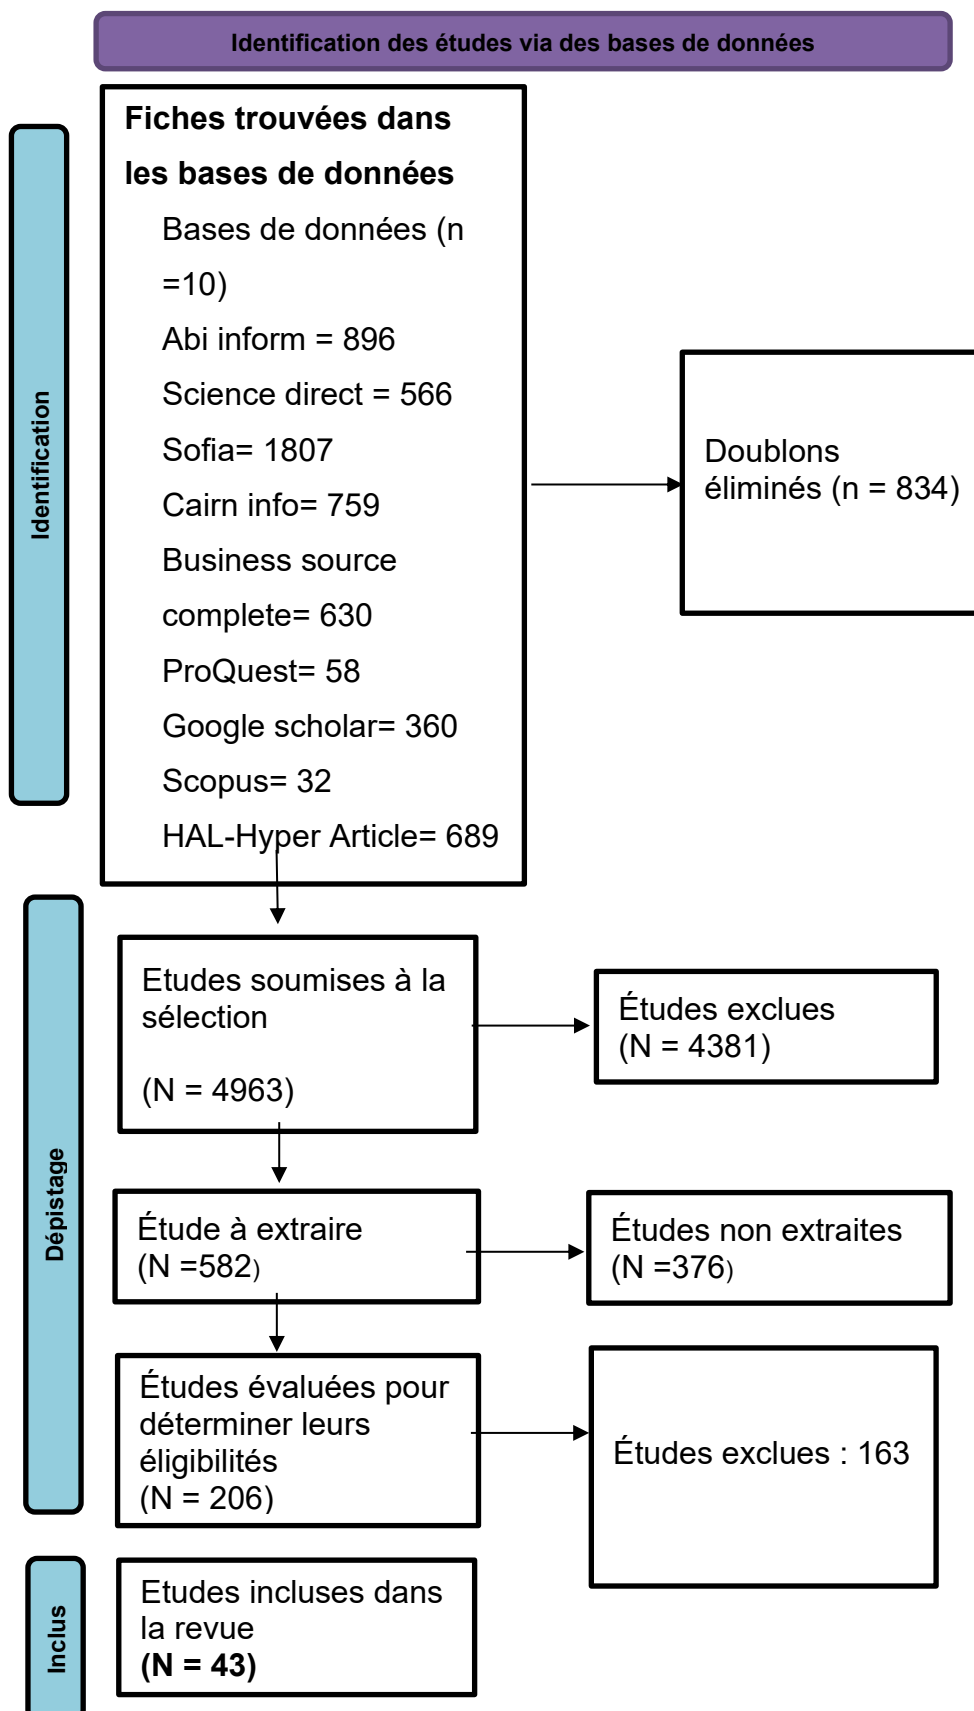 Identification des études via des bases de données
Identification
Fiches trouvées dans
les bases de données
Bases de données (n
=10)
Abi inform = 896
Science direct = 566
Sofia= 1807
Cairn info= 759
Business source
complete= 630
ProQuest= 58
Google scholar= 360
Scopus= 32
HAL-Hyper Article= 689
Doublons
éliminés (n = 834)
Dépistage
Etudes soumises à la
sélection
(N = 4963)
Études exclues
(N = 4381)
Étude à extraire
(N =582)
Études non extraites
(N =376)
Études évaluées pour
déterminer leurs
éligibilités
(N = 206)
Études exclues : 163
Inclus
Etudes incluses dans
la revue
(N = 43)